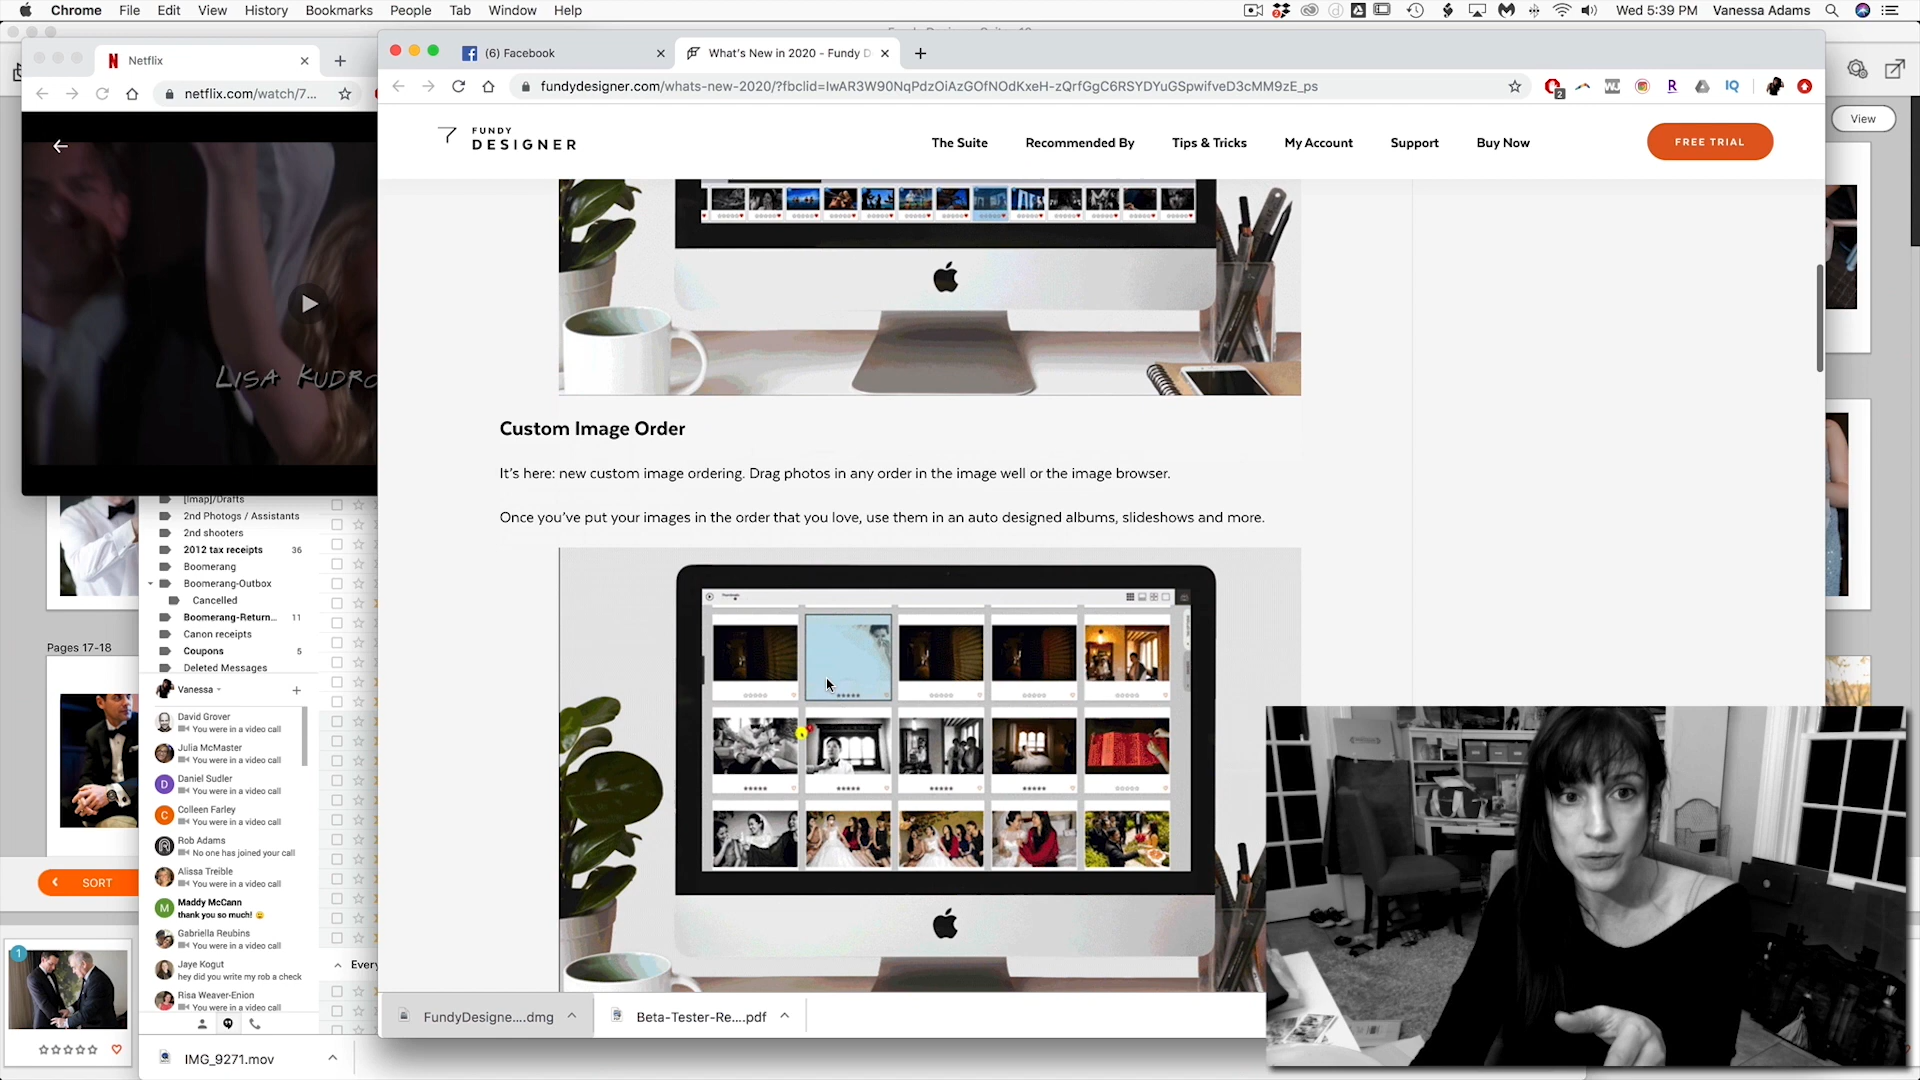 Chrome File Edit View History Bookmarks People Tab Window Help
Wed 5:39 PM Vanessa Adams
Netflix
netflix.com/watch/7...
(6) Facebook
What's New in 2020 - Fundy D
fundydesigner.com/whats-new-2020/?fbclid=IwAR3W90NqPdzOiAzGOfNOdKxeH-zQrfGgC6RSYDYuGSpwifveD3cMM9zE_ps
View
FUNDY
DESIGNER
The Suite Recommended By Tips & Tricks My Account Support Buy Now
FREE TRIAL
LISA KUDRO
Custom Image Order
It's here: new custom image ordering. Drag photos in any order in the image well or the image browser.
Once you've put your images in the order that you love, use them in an auto designed albums, slideshows and more.
[Imap]/Drafts
2nd Photogs / Assistants
2nd shooters
2012 tax receipts 36
Boomerang
Boomerang-Outbox
Cancelled
Boomerang-Return... 11
Canon receipts
Coupons 5
Deleted Messages
Pages 17-18
Vanessa
David Grover
You were in a video call
Julia McMaster
You were in a video call
D Daniel Sudler
You were in a video call
C Colleen Farley
You were in a video call
Rob Adams
No one has joined your call
Alissa Treible
You were in a video call
M Maddy McCann
thank you so much!
Gabriella Reubins
You were in a video call
Jaye Kogut
hey did you write my rob a check
Risa Weaver-Enion
You were in a video call
SORT
1
Every
FundyDesigne....dmg
Beta-Tester-Re....pdf
IMG_9271.mov